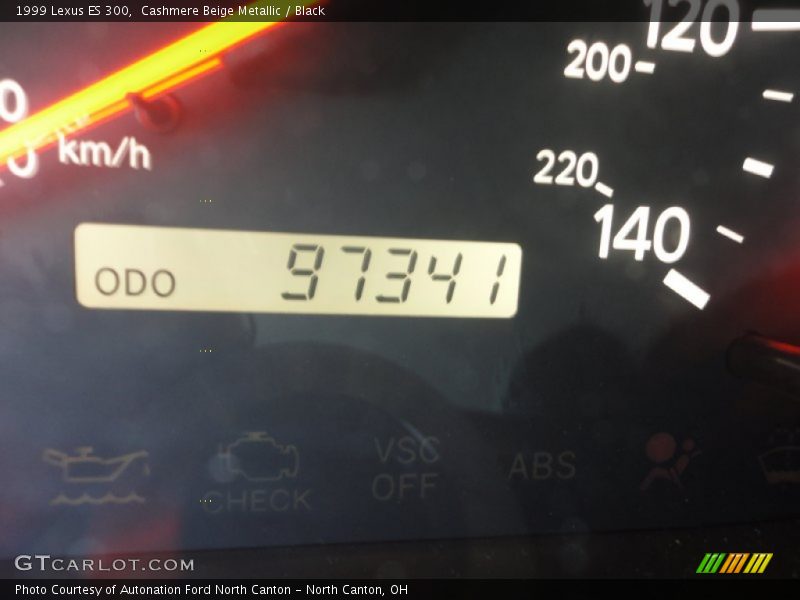 1999 Lexus ES 300, Cashmere Beige Metallic / Black
120
200
km/h
220
140
ODO 97341
VSC
OFF
ABS
CHECK
GTCARLOT.COM
Photo Courtesy of Autonation Ford North Canton - North Canton, OH